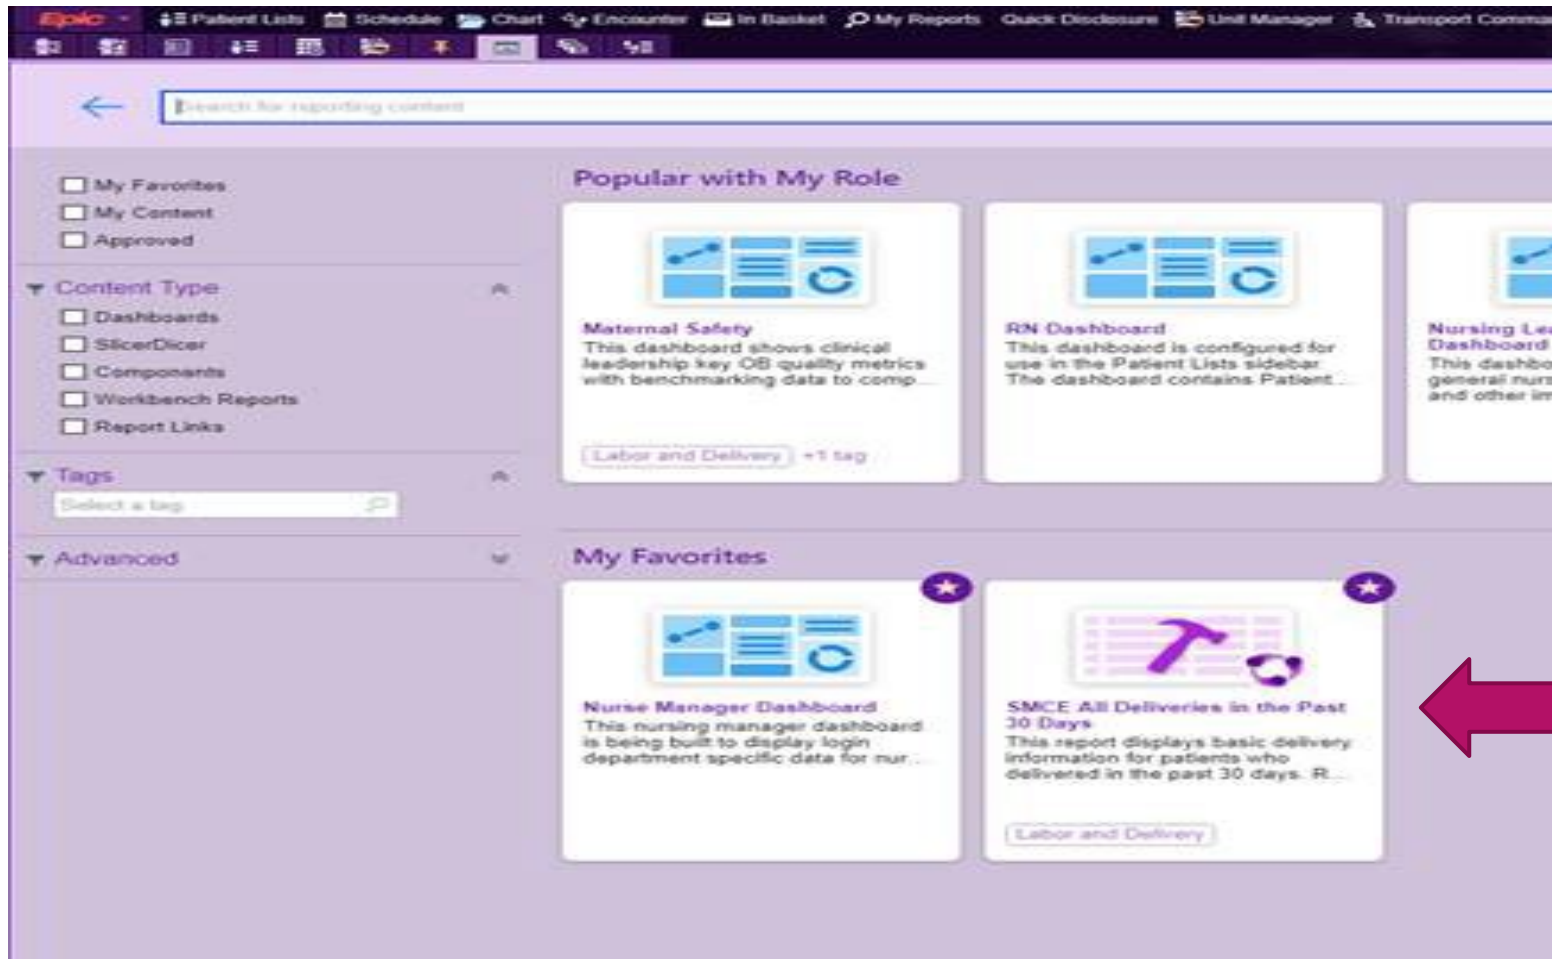 Epic Patient Lists Schedule Chart Encounter In Basket My Reports Quick Disclosure Unit Manager Transport Comma
Search for reporting content
My Favorites
My Content
Approved
Content Type
Dashboards
SlicerDicer
Components
Workbench Reports
Report Links
Tags
Select a tag
Advanced
Popular with My Role
Maternal Safety
This dashboard shows clinical
leadership key OB quality metrics
with benchmarking data to comp...
Labor and Delivery +1 tag
RN Dashboard
This dashboard is configured for
use in the Patient Lists sidebar.
The dashboard contains Patient...
Nursing Lea
Dashboard
This dashbo
general nurs
and other im
My Favorites
Nurse Manager Dashboard
This nursing manager dashboard
is being built to display login
department specific data for nur...
SMCE All Deliveries in the Past
30 Days
This report displays basic delivery
information for patients who
delivered in the past 30 days. R...
Labor and Delivery